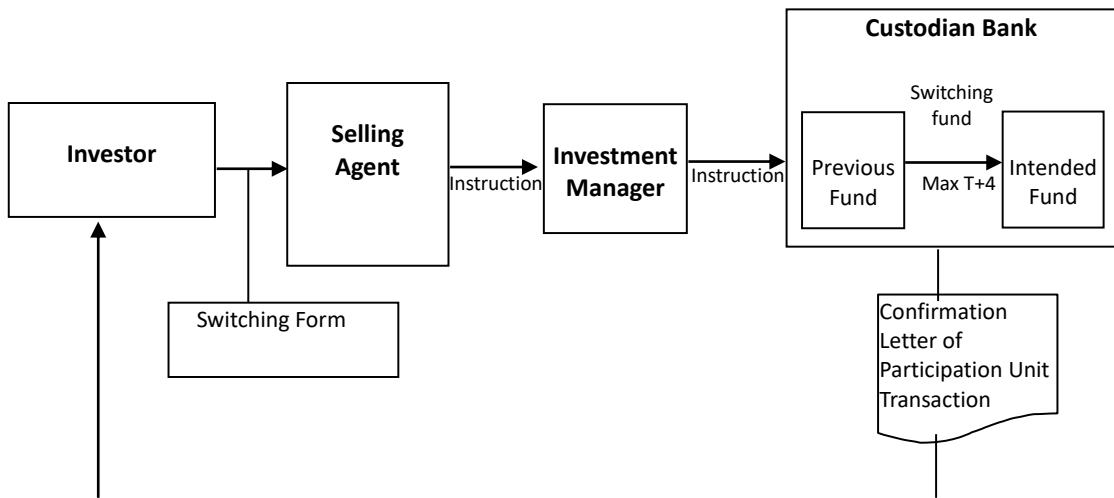 Custodian Bank
Investor
Selling
Agent
Instruction
Investment
Manager
Instruction
Switching
fund
Previous
Fund
Max T+4
Intended
Fund
Switching Form
Confirmation
Letter of
Participation Unit
Transaction